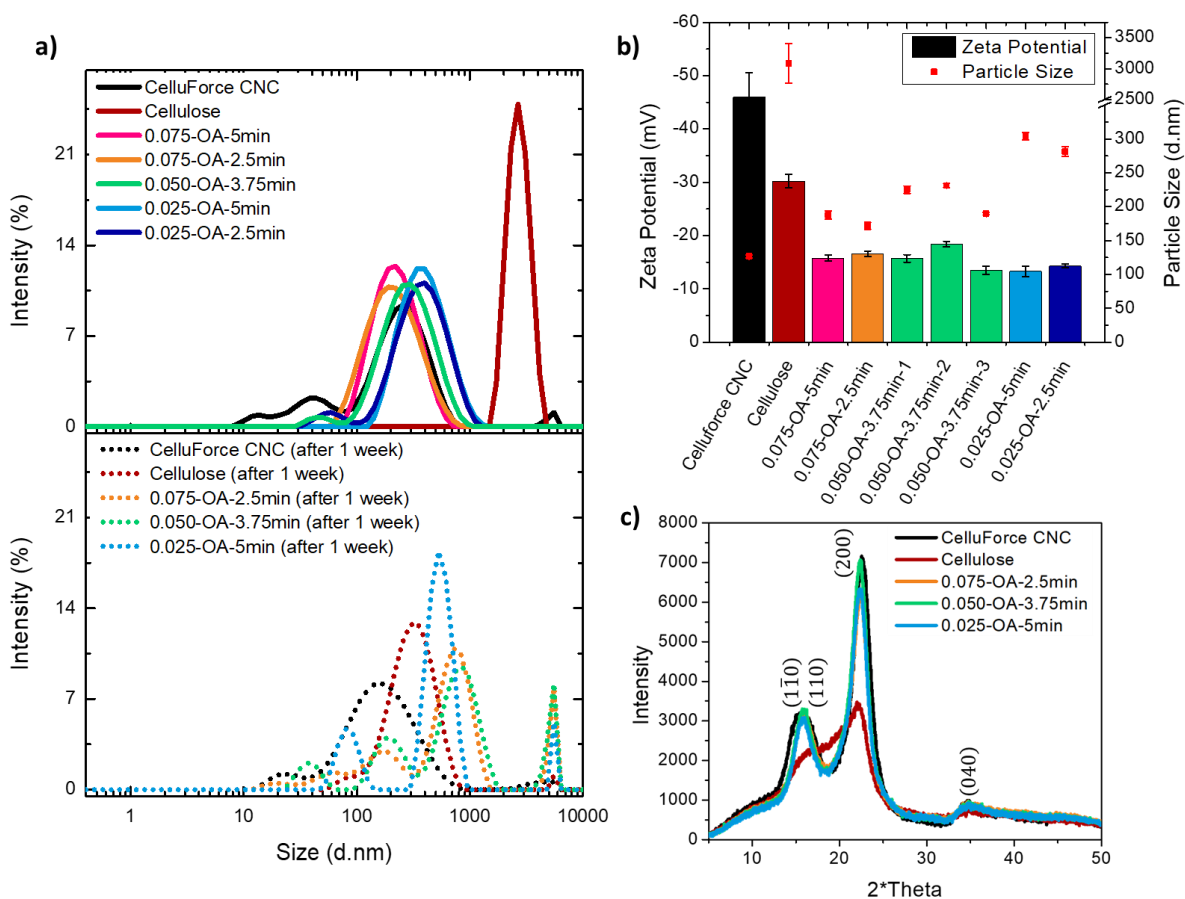 a)
CelluForce CNC
Cellulose
0.075-OA-5min
0.075-OA-2.5min
0.050-OA-3.75min
0.025-OA-5min
0.025-OA-2.5min
Intensity (%)
21
14
7
0
CelluForce CNC (after 1 week)
Cellulose (after 1 week)
0.075-OA-2.5min (after 1 week)
0.050-OA-3.75min (after 1 week)
0.025-OA-5min (after 1 week)
Intensity (%)
21
14
7
0
1
10
100
1000
10000
Size (d.nm)
b)
Zeta Potential
Particle Size
Zeta Potential (mV)
-60
-50
-40
-30
-20
-10
-0
Particle Size (d.nm)
3500
3000
2500
300
250
200
150
100
50
0
Celluforce CNC
Cellulose
0.075-OA-5min
0.075-OA-2.5min
0.050-OA-3.75min-1
0.050-OA-3.75min-2
0.050-OA-3.75min-3
0.025-OA-5min
0.025-OA-2.5min
c)
CelluForce CNC
Cellulose
0.075-OA-2.5min
0.050-OA-3.75min
0.025-OA-5min
(11̅0)
(110)
(200)
(040)
Intensity
8000
7000
6000
5000
4000
3000
2000
1000
0
10
20
30
40
50
2*Theta